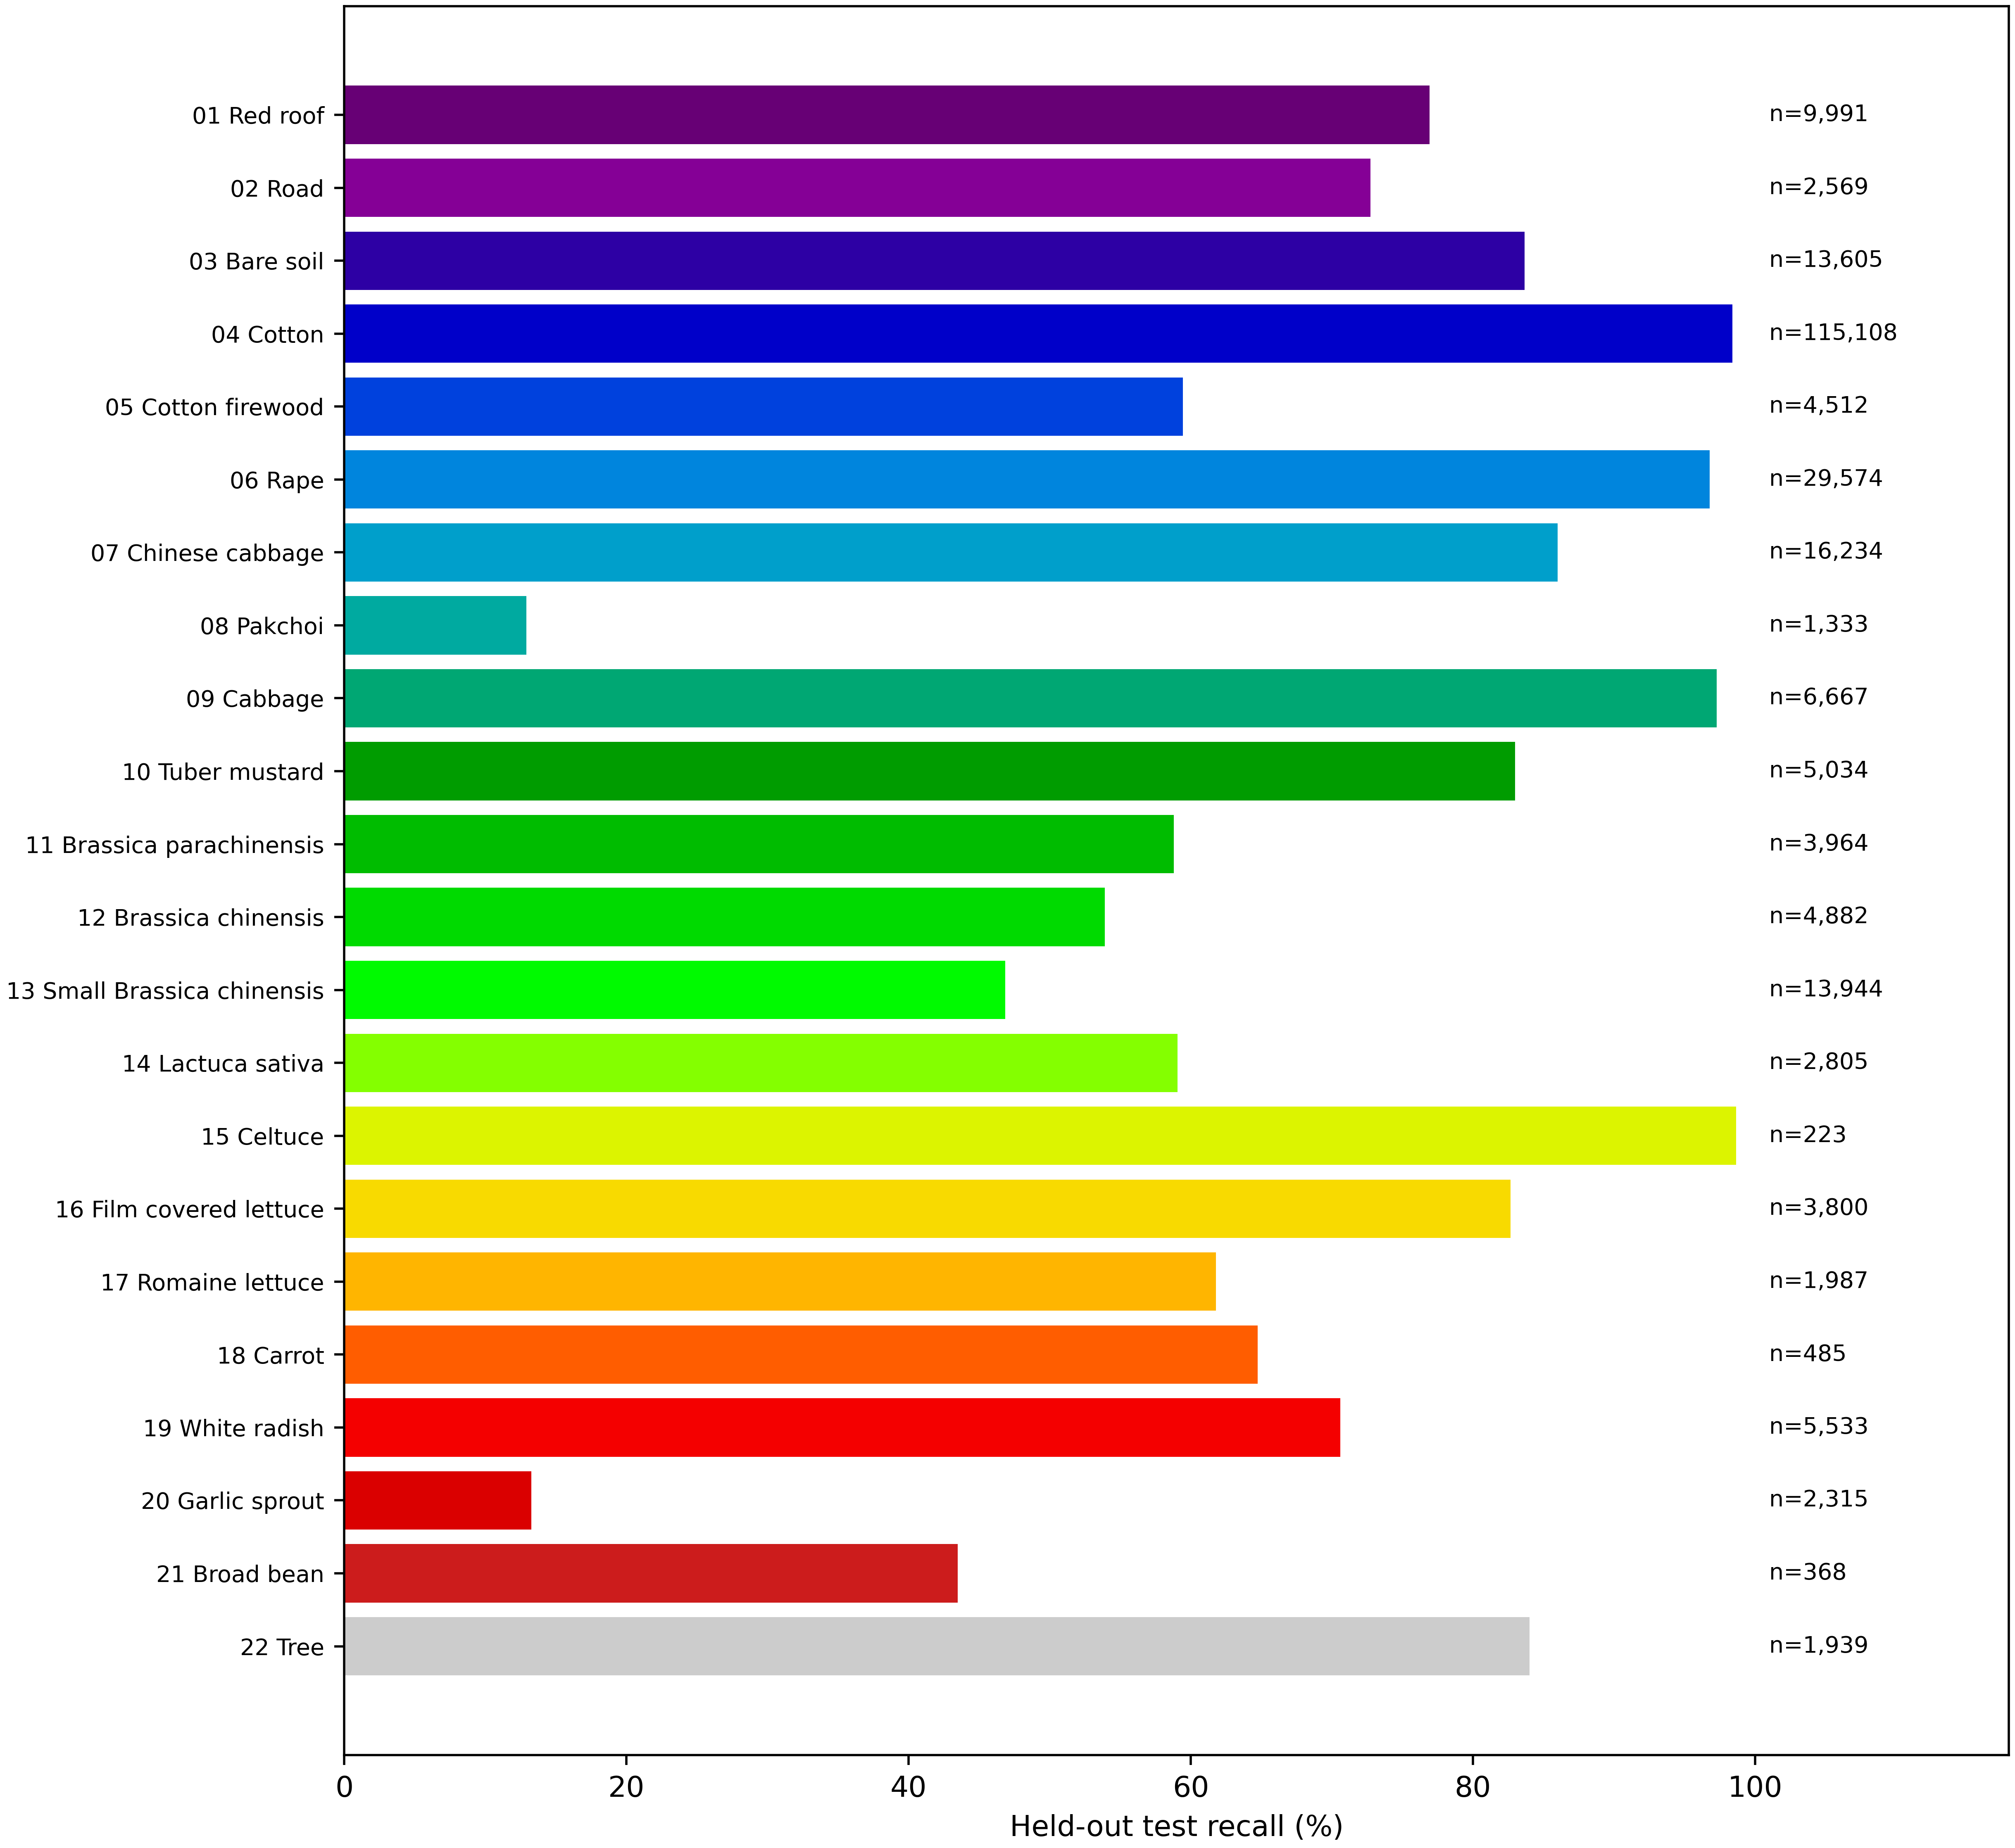 01 Red roof n=9,991
02 Road n=2,569
03 Bare soil n=13,605
04 Cotton n=115,108
05 Cotton firewood n=4,512
06 Rape n=29,574
07 Chinese cabbage n=16,234
08 Pakchoi n=1,333
09 Cabbage n=6,667
10 Tuber mustard n=5,034
11 Brassica parachinensis n=3,964
12 Brassica chinensis n=4,882
13 Small Brassica chinensis n=13,944
14 Lactuca sativa n=2,805
15 Celtuce n=223
16 Film covered lettuce n=3,800
17 Romaine lettuce n=1,987
18 Carrot n=485
19 White radish n=5,533
20 Garlic sprout n=2,315
21 Broad bean n=368
22 Tree n=1,939
0 20 40 60 80 100
Held-out test recall (%)